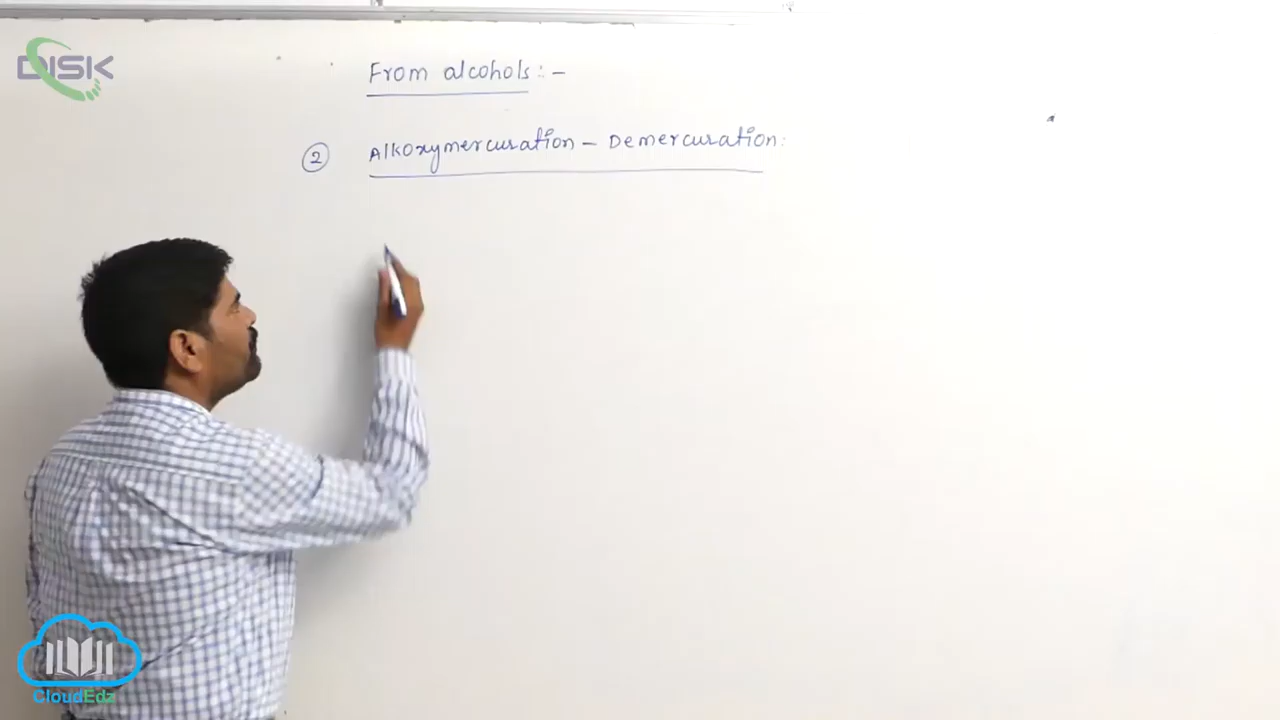 DISK
From alcohols :-
② Alkoxymercuration - Demercuration:
CloudEdz